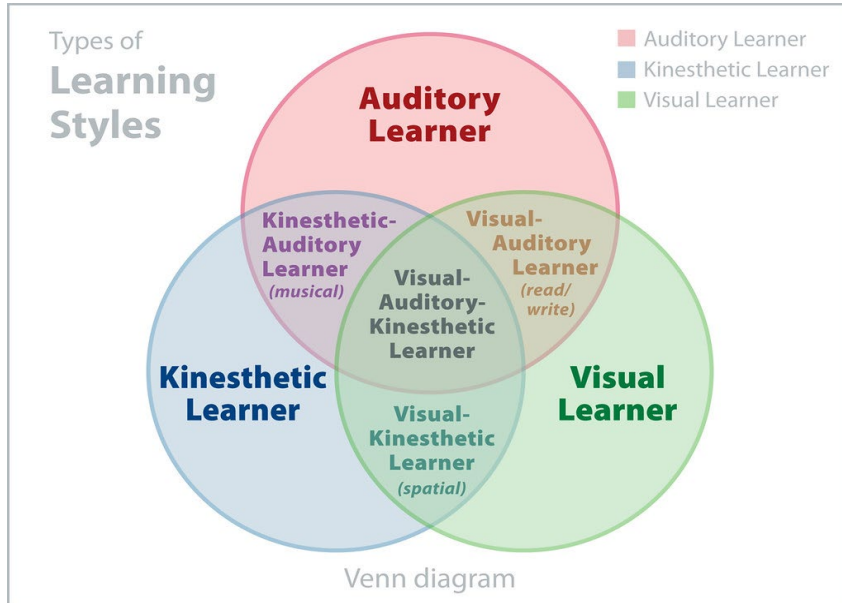 Types of
Learning
Styles
Auditory Learner
Kinesthetic Learner
Visual Learner
Auditory
Learner
Kinesthetic-
Auditory
Learner
(musical)
Visual-
Auditory
Learner
(read/
write)
Visual-
Auditory-
Kinesthetic
Learner
Kinesthetic
Learner
Visual
Learner
Visual-
Kinesthetic
Learner
(spatial)
Venn diagram